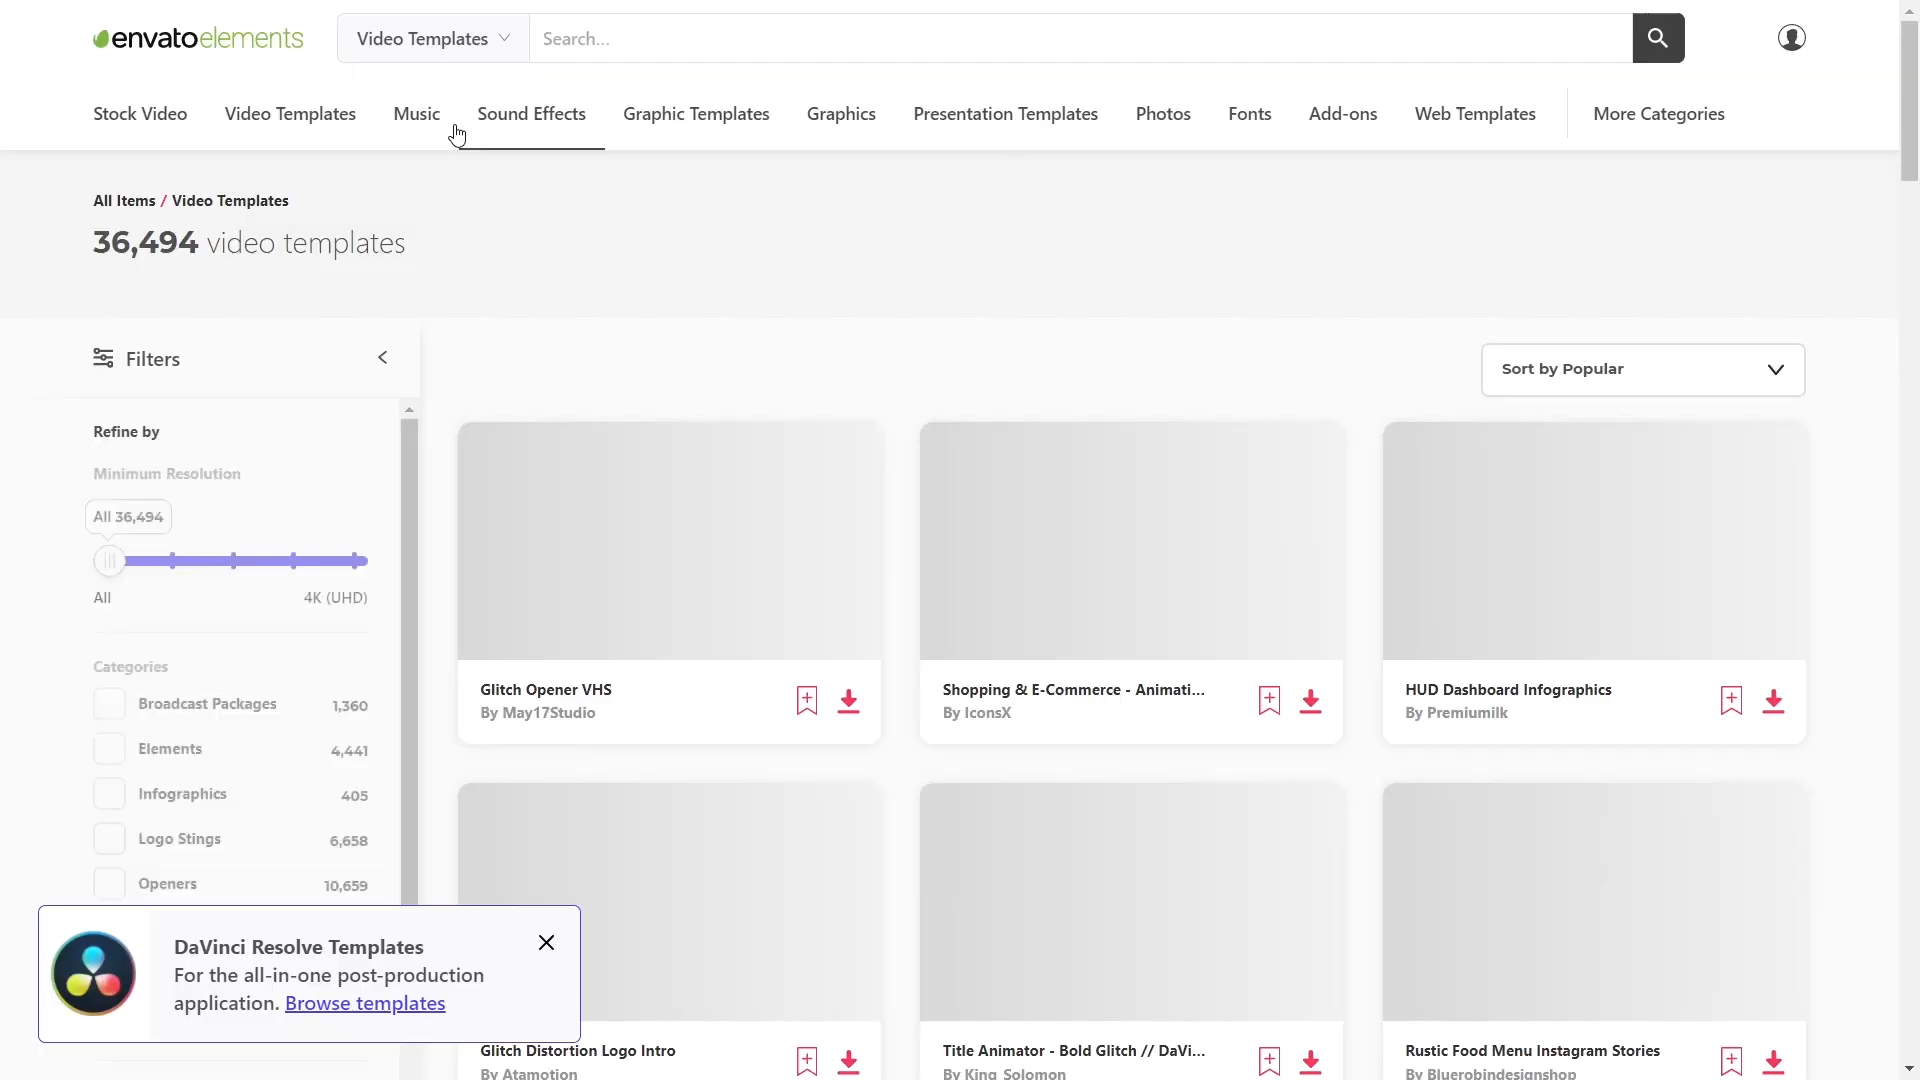 envatoelements
Video Templates
Search...
Stock Video
Video Templates
Music
Sound Effects
Graphic Templates
Graphics
Presentation Templates
Photos
Fonts
Add-ons
Web Templates
More Categories
All Items / Video Templates
36,494 video templates
Filters
Sort by Popular
Refine by
Minimum Resolution
All 36,494
All
4K (UHD)
Categories
Broadcast Packages 1,360
Elements 4,441
Infographics 405
Logo Stings 6,658
Openers 10,659
Glitch Opener VHS
By May17Studio
Shopping & E-Commerce - Animati...
By IconsX
HUD Dashboard Infographics
By Premiumilk
DaVinci Resolve Templates
For the all-in-one post-production
application. Browse templates
Glitch Distortion Logo Intro
By Atamotion
Title Animator - Bold Glitch // DaVi...
By King_Solomon
Rustic Food Menu Instagram Stories
By Bluerobindesignshop